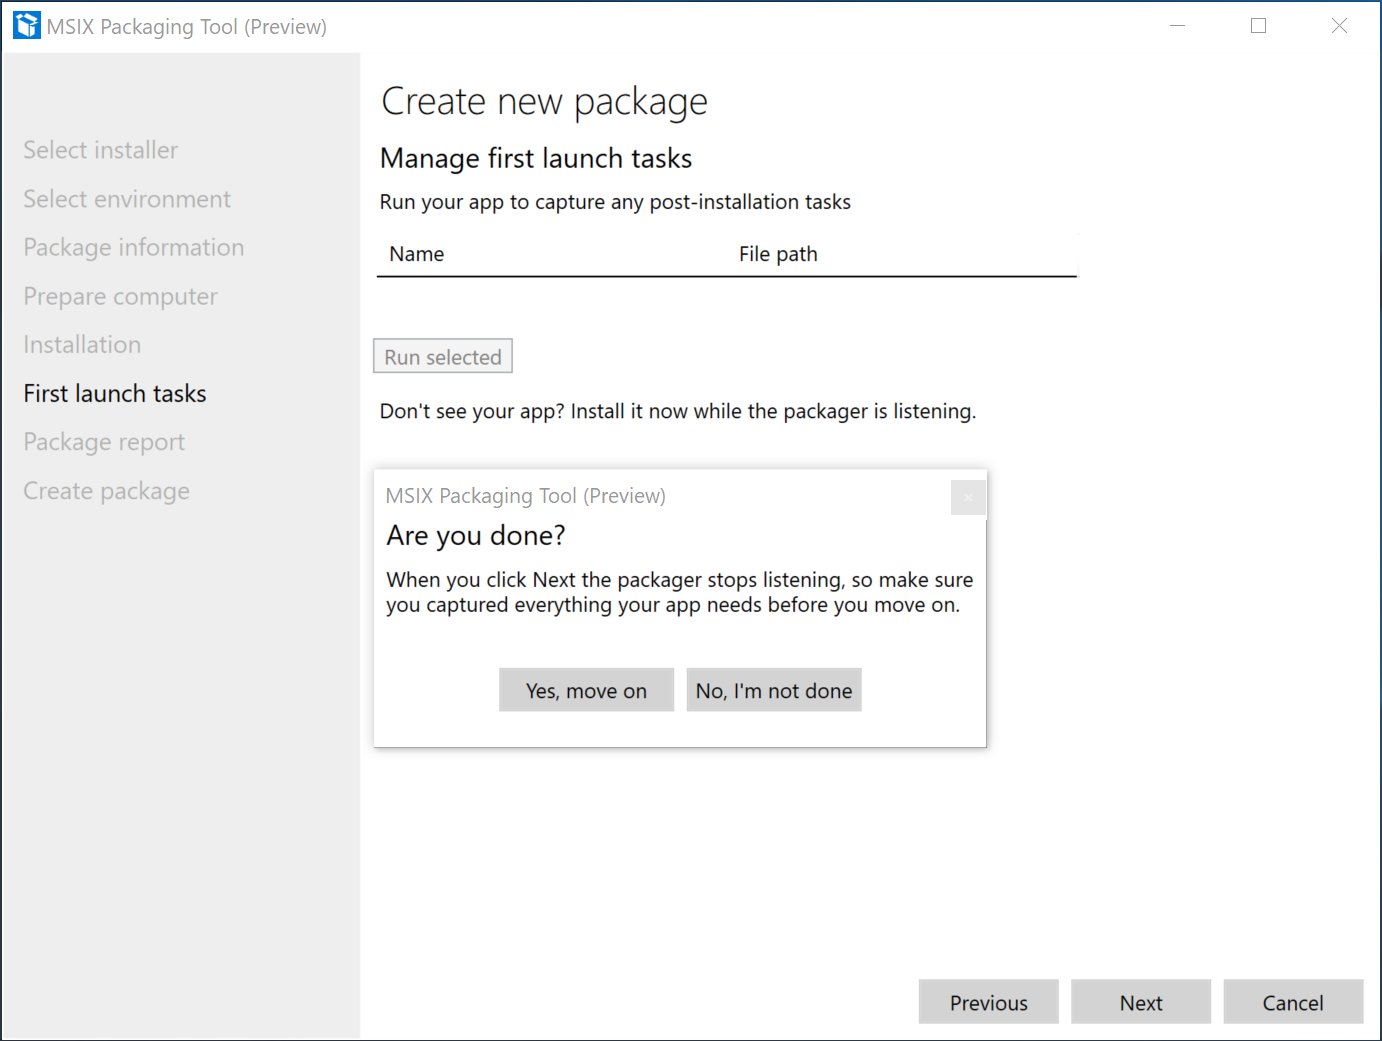 MSIX Packaging Tool (Preview)
Select installer
Select environment
Package information
Prepare computer
Installation
First launch tasks
Package report
Create package
Create new package
Manage first launch tasks
Run your app to capture any post-installation tasks
Name File path
Run selected
Don't see your app? Install it now while the packager is listening.
MSIX Packaging Tool (Preview)
Are you done?
When you click Next the packager stops listening, so make sure
you captured everything your app needs before you move on.
Yes, move on No, I'm not done
Previous Next Cancel